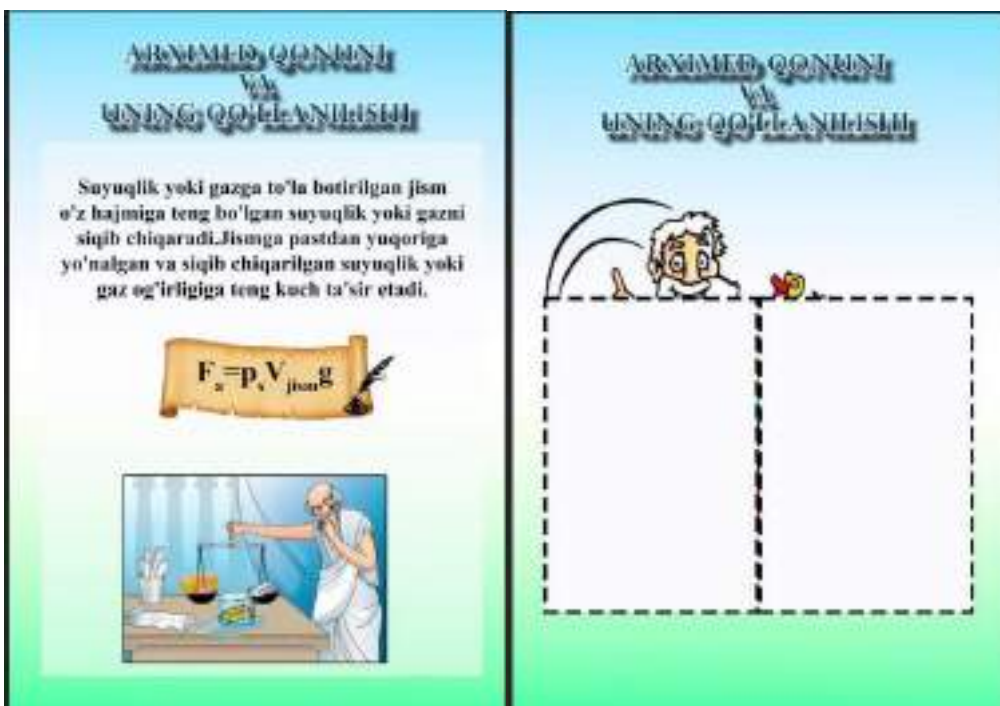 ARXIMED QONUNI
VA
UNING QO'LLANILISHI
Suyuqlik yoki gazga to'la botirilgan jism
o'z hajmiga teng bo'lgan suyuqlik yoki gazni
siqib chiqaradi.Jismga pastdan yuqoriga
yo'nalgan va siqib chiqarilgan suyuqlik yoki
gaz og'irligiga teng kuch ta'sir etadi.
Fa=psVjismg
ARXIMED QONUNI
VA
UNING QO'LLANILISHI